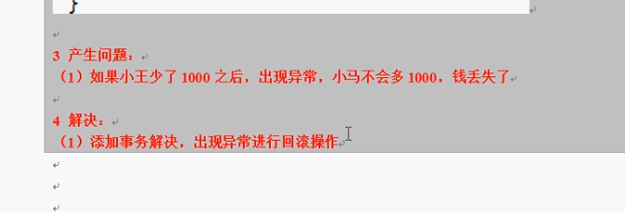 }
3 产生问题：
（1）如果小王少了 1000 之后，出现异常，小马不会多 1000，钱丢失了
4 解决：
（1）添加事务解决，出现异常进行回滚操作